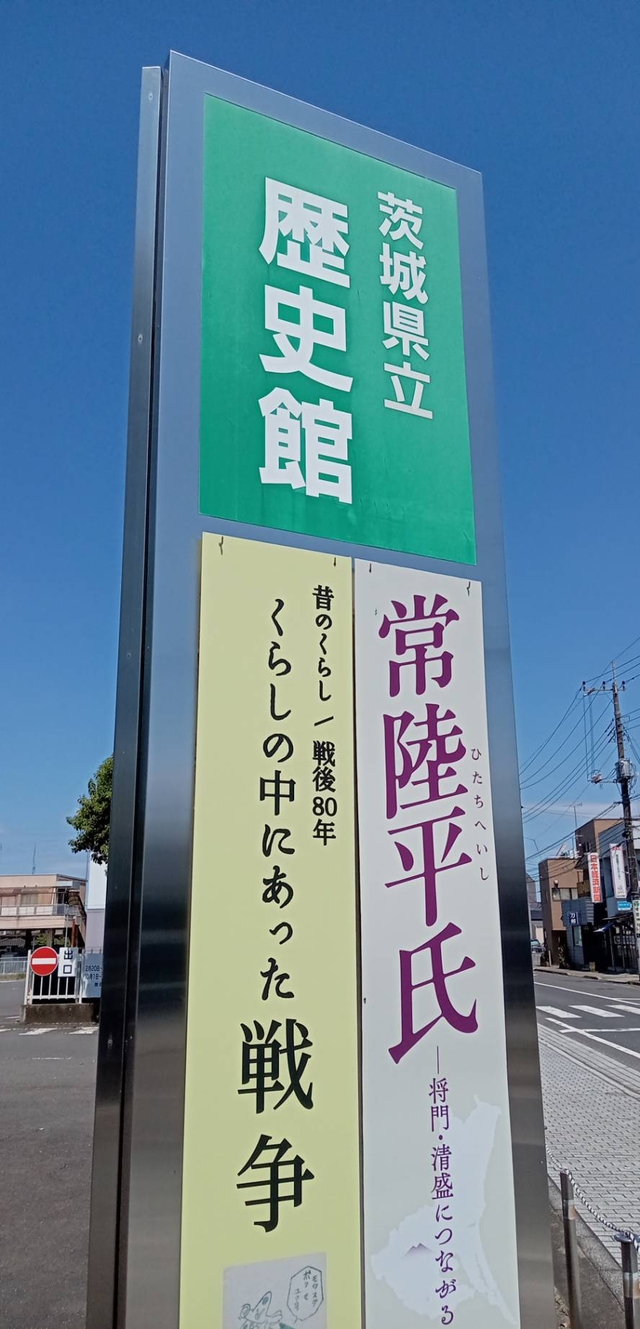 茨城県立
歴史館
常陸平氏
ひたちへいし
―将門・清盛につながる
昔のくらし/戦後80年
くらしの中にあった戦争
出口